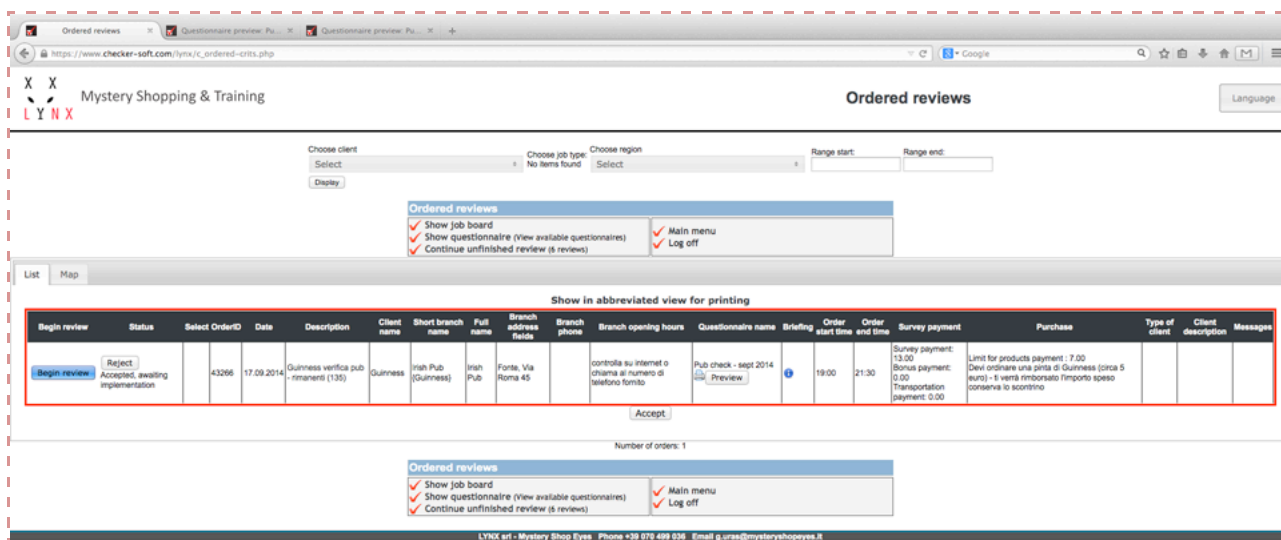 Ordered reviews × Questionnaire preview: Pu... × Questionnaire preview: Pu... × +
https://www.checker-soft.com/lynx/c_ordered-crits.php Google
X X
LYNX
Mystery Shopping & Training
Ordered reviews
Language
Choose client
Select
Choose job type:
No items found
Choose region
Select
Range start:
Range end:
Display
Ordered reviews
Show job board
Show questionnaire (View available questionnaires)
Continue unfinished review (6 reviews)
Main menu
Log off
List Map
Show in abbreviated view for printing
Begin review Status Select OrderID Date Description Client name Short branch name Full name Branch address fields Branch phone Branch opening hours Questionnaire name Briefing Order start time Order end time Survey payment Purchase Type of client Client description Messages
Begin review
Reject
Accepted, awaiting implementation
43266
17.09.2014
Guinness verifica pub - rimanenti (135)
Guinness
Irish Pub (Guinness)
Irish Pub
Fonte, Via Roma 45
controlla su internet o chiama al numero di telefono fornito
Pub check - sept 2014
Preview
19:00
21:30
Survey payment: 13.00
Bonus payment: 0.00
Transportation payment: 0.00
Limit for products payment : 7.00
Devi ordinare una pinta di Guinness (circa 5 euro) - ti verrà rimborsato l'importo speso
conserva lo scontrino
Accept
Number of orders: 1
Ordered reviews
Show job board
Show questionnaire (View available questionnaires)
Continue unfinished review (6 reviews)
Main menu
Log off
LYNX srl - Mystery Shop Eyes Phone +39 070 499 036 Email g.uras@mysteryshopeyes.it